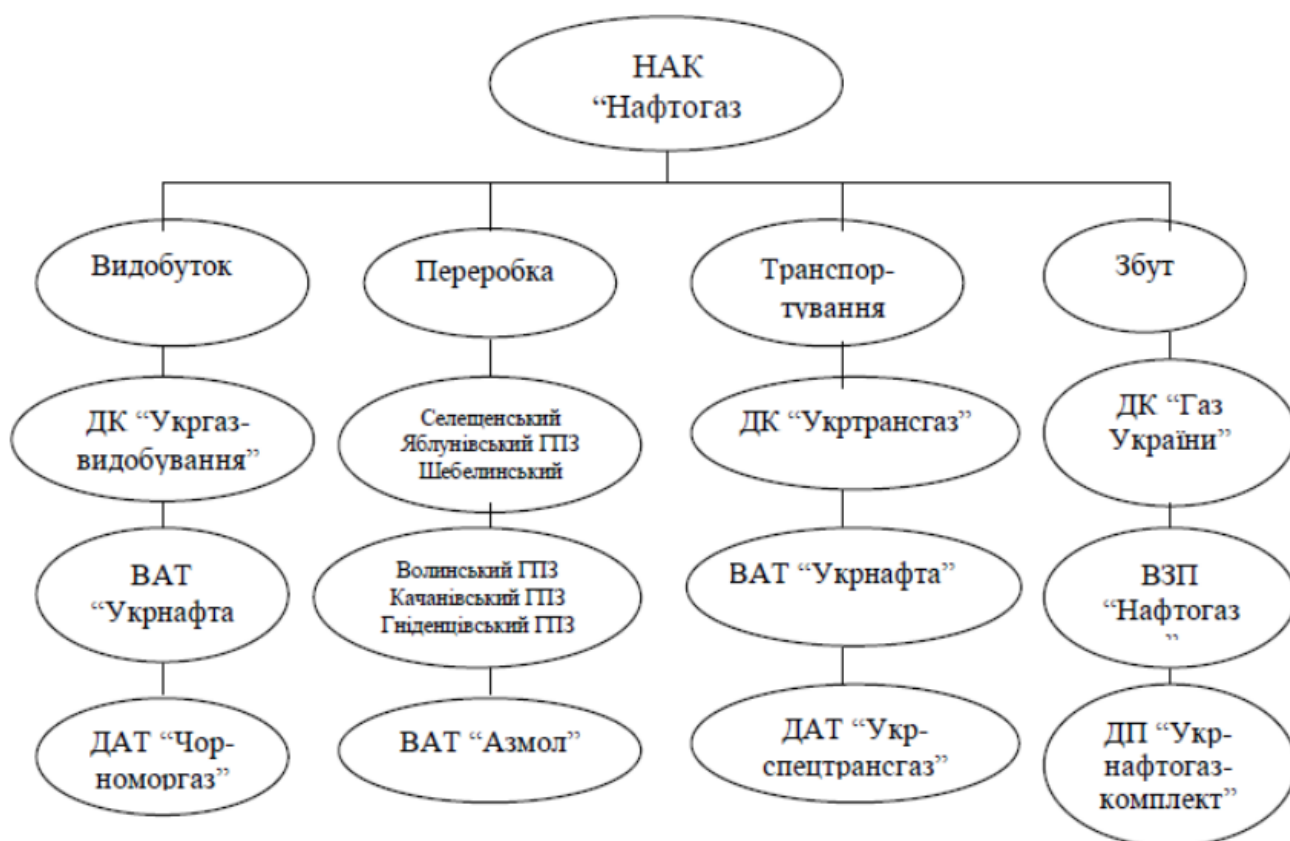 НАК
“Нафтогаз
Видобуток
Переробка
Транспор-
тування
Збут
ДК “Укргаз-
видобування”
Селещенський
Яблунівський ГПЗ
Шебелинський
ДК “Укртрансгаз”
ДК “Газ
України”
ВАТ
“Укрнафта
Волинський ГПЗ
Качанівський ГПЗ
Гніденцівський ГПЗ
ВАТ “Укрнафта”
ВЗП
“Нафтогаз
”
ДАТ “Чор-
номоргаз”
ВАТ “Азмол”
ДАТ “Укр-
спецтрансгаз”
ДП “Укр-
нафтогаз-
комплект”